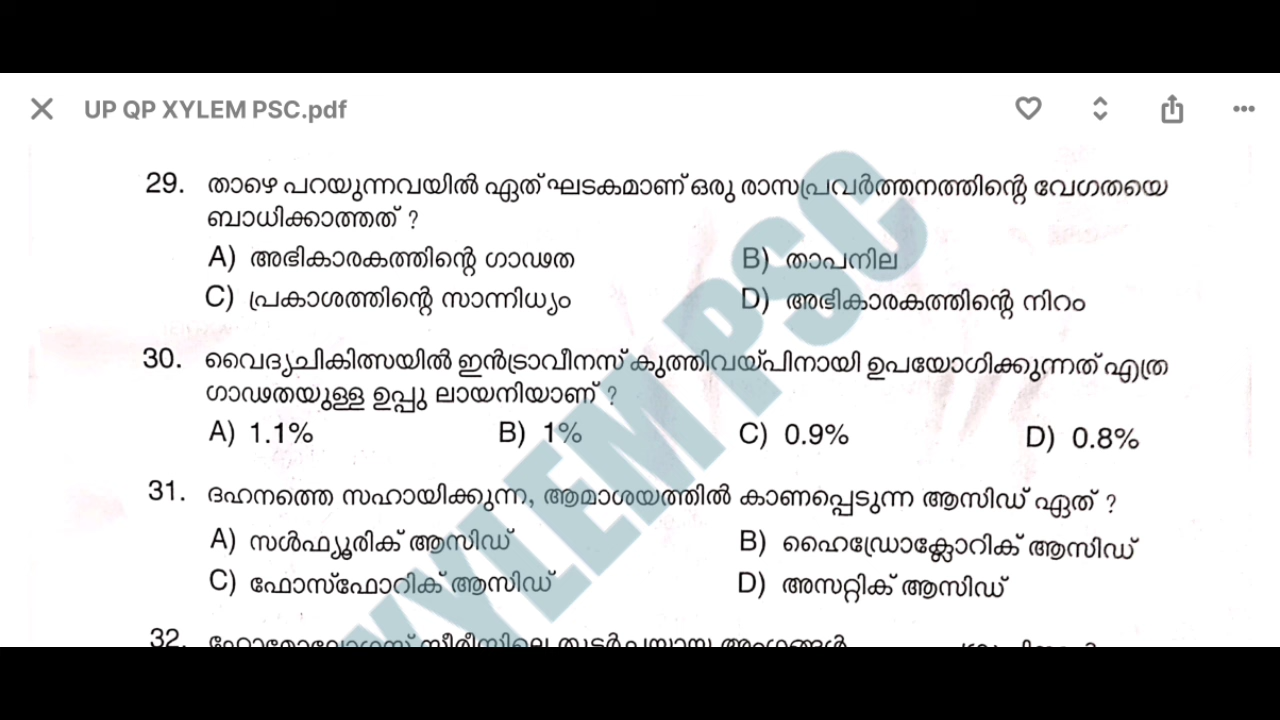 UP QP XYLEM PSC.pdf
29. താഴെ പറയുന്നവയിൽ ഏത് ഘടകമാണ് ഒരു രാസപ്രവർത്തനത്തിന്റെ വേഗതയെ
ബാധിക്കാത്തത് ?
A) അഭികാരകത്തിന്റെ ഗാഢത B) താപനില
C) പ്രകാശത്തിന്റെ സാന്നിധ്യം D) അഭികാരകത്തിന്റെ നിറം
30. വൈദ്യചികിത്സയിൽ ഇൻട്രാവീനസ് കുത്തിവയ്പിനായി ഉപയോഗിക്കുന്നത് എത്ര
ഗാഢതയുള്ള ഉപ്പു ലായനിയാണ് ?
A) 1.1% B) 1% C) 0.9% D) 0.8%
31. ദഹനത്തെ സഹായിക്കുന്ന, ആമാശയത്തിൽ കാണപ്പെടുന്ന ആസിഡ് ഏത് ?
A) സൾഫ്യൂരിക് ആസിഡ് B) ഹൈഡ്രോക്ലോറിക് ആസിഡ്
C) ഫോസ്ഫോറിക് ആസിഡ് D) അസറ്റിക് ആസിഡ്
32.
XYLEM PSC